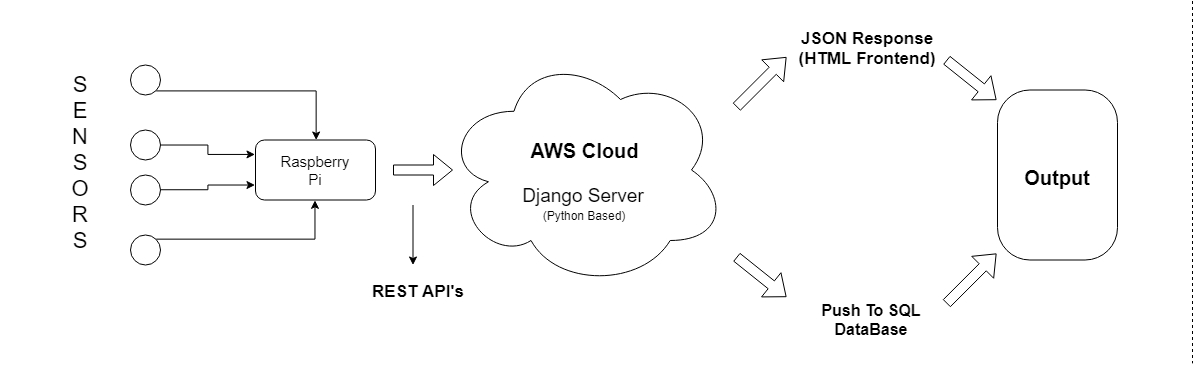 SENSORS
Raspberry
Pi
REST API's
AWS Cloud
Django Server
(Python Based)
JSON Response
(HTML Frontend)
Push To SQL
DataBase
Output